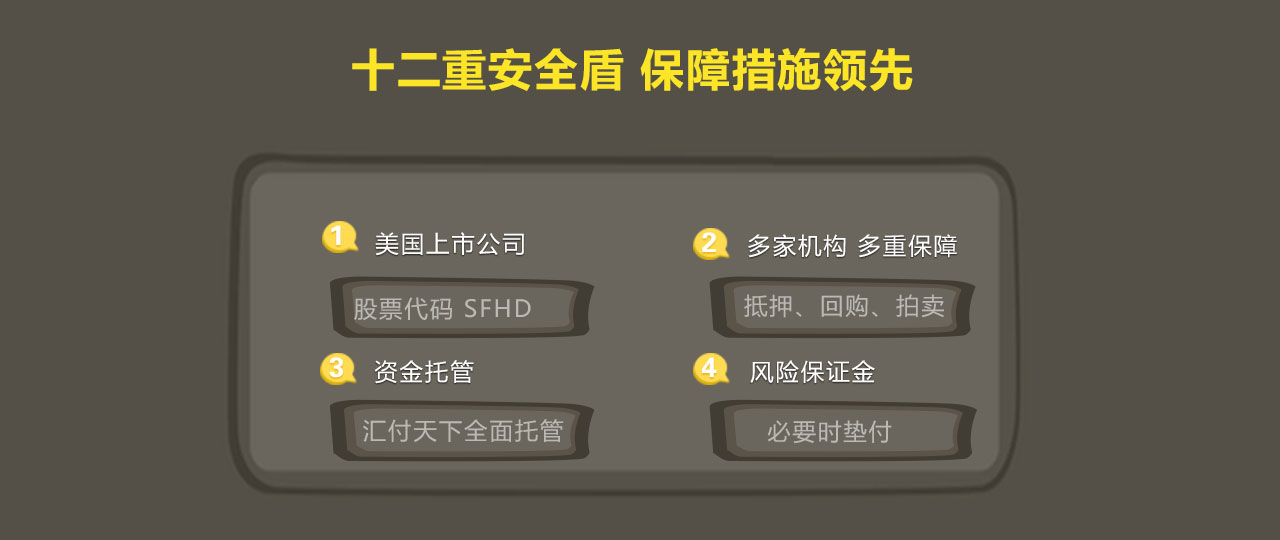 十二重安全盾 保障措施领先
1 美国上市公司
股票代码 SFHD
2 多家机构 多重保障
抵押、回购、拍卖
3 资金托管
汇付天下全面托管
4 风险保证金
必要时垫付